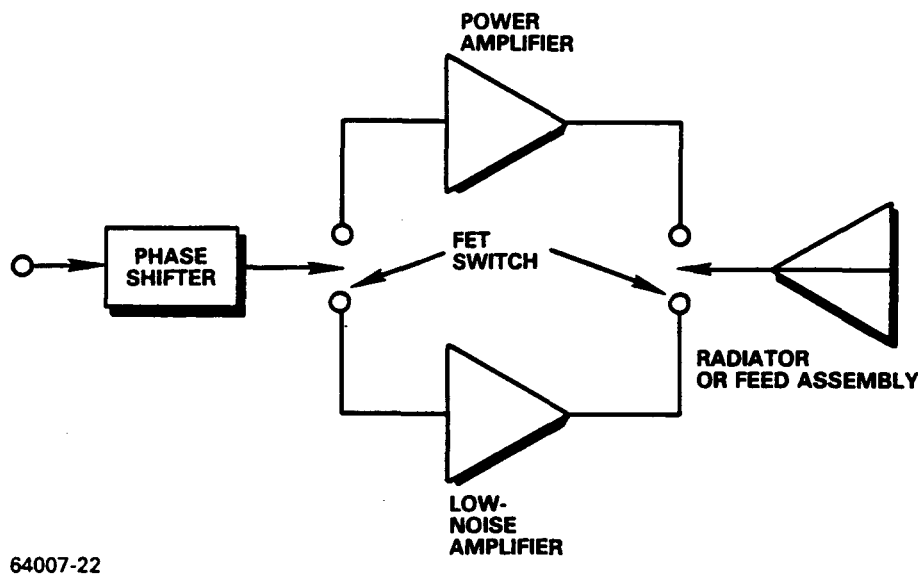 POWER
AMPLIFIER
PHASE
SHIFTER
FET
SWITCH
RADIATOR
OR FEED ASSEMBLY
LOW-
NOISE
AMPLIFIER
64007-22